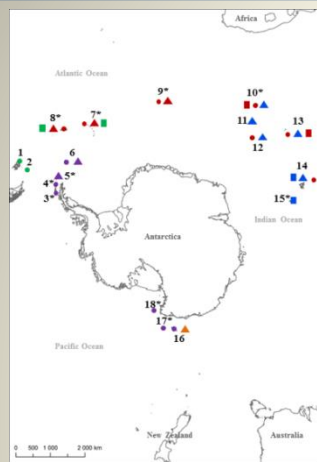 Africa
Atlantic Ocean
9*
10*
8*
7*
11
13
12
1
2
6
5*
4*
3*
14
15*
Indian Ocean
Antarctica
18*
17*
16
Pacific Ocean
New Zealand
Australia
0 500 1 000 2 000 km